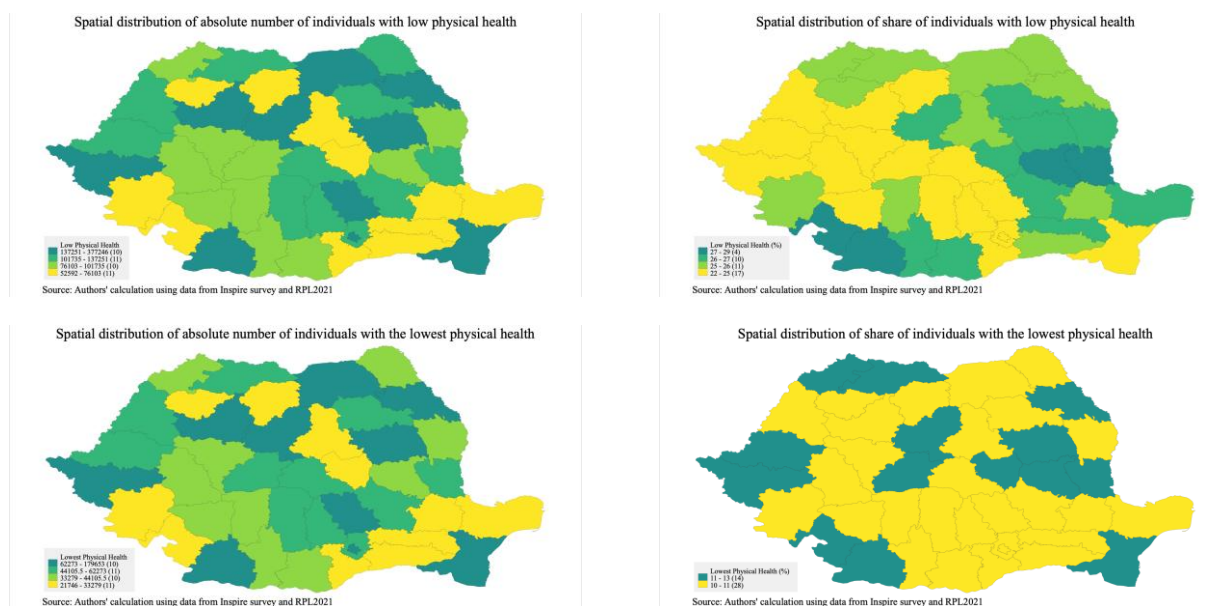 Spatial distribution of absolute number of individuals with low physical health
Low Physical Health
137251 - 377246 (10)
101735 - 137251 (11)
76103 - 101735 (10)
52592 - 76103 (11)
Source: Authors' calculation using data from Inspire survey and RPL2021
Spatial distribution of share of individuals with low physical health
Low Physical Health (%)
27 - 29 (4)
26 - 27 (10)
25 - 26 (11)
22 - 25 (17)
Source: Authors' calculation using data from Inspire survey and RPL2021
Spatial distribution of absolute number of individuals with the lowest physical health
Lowest Physical Health
62273 - 179653 (10)
44105.5 - 62273 (11)
33279 - 44105.5 (10)
21746 - 33279 (11)
Source: Authors' calculation using data from Inspire survey and RPL2021
Spatial distribution of share of individuals with the lowest physical health
Lowest Physical Health (%)
11 - 13 (14)
10 - 11 (28)
Source: Authors' calculation using data from Inspire survey and RPL2021